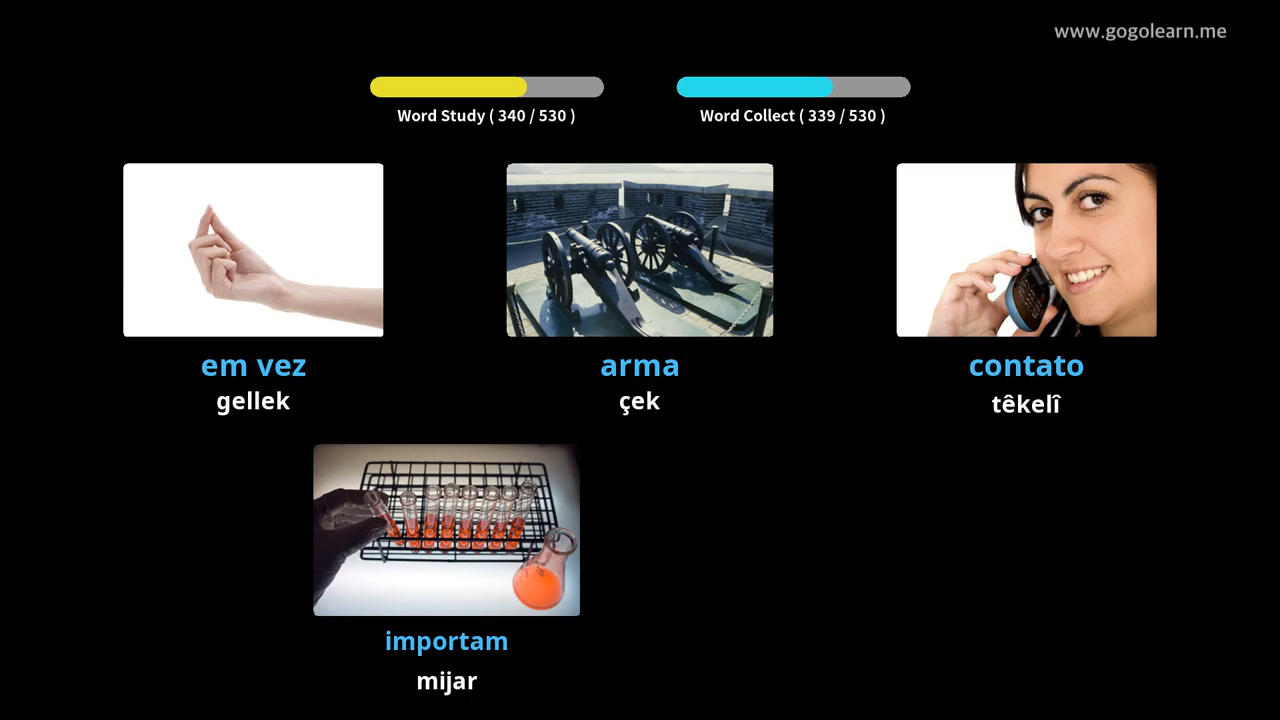 www.gogolearn.me
Word Study ( 340 / 530 )
Word Collect ( 339 / 530 )
em vez
gellek
arma
çek
contato
têkelî
importam
mijar